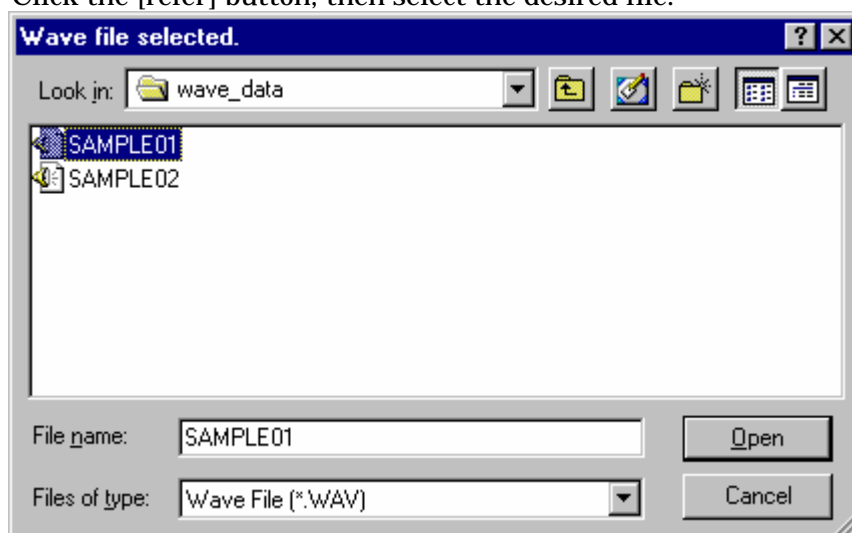 Click the [refer] button, then select the desired file.
Wave file selected.
Look in: wave_data
SAMPLE01
SAMPLE02
File name: SAMPLE01 Open
Files of type: Wave File (*.WAV) Cancel